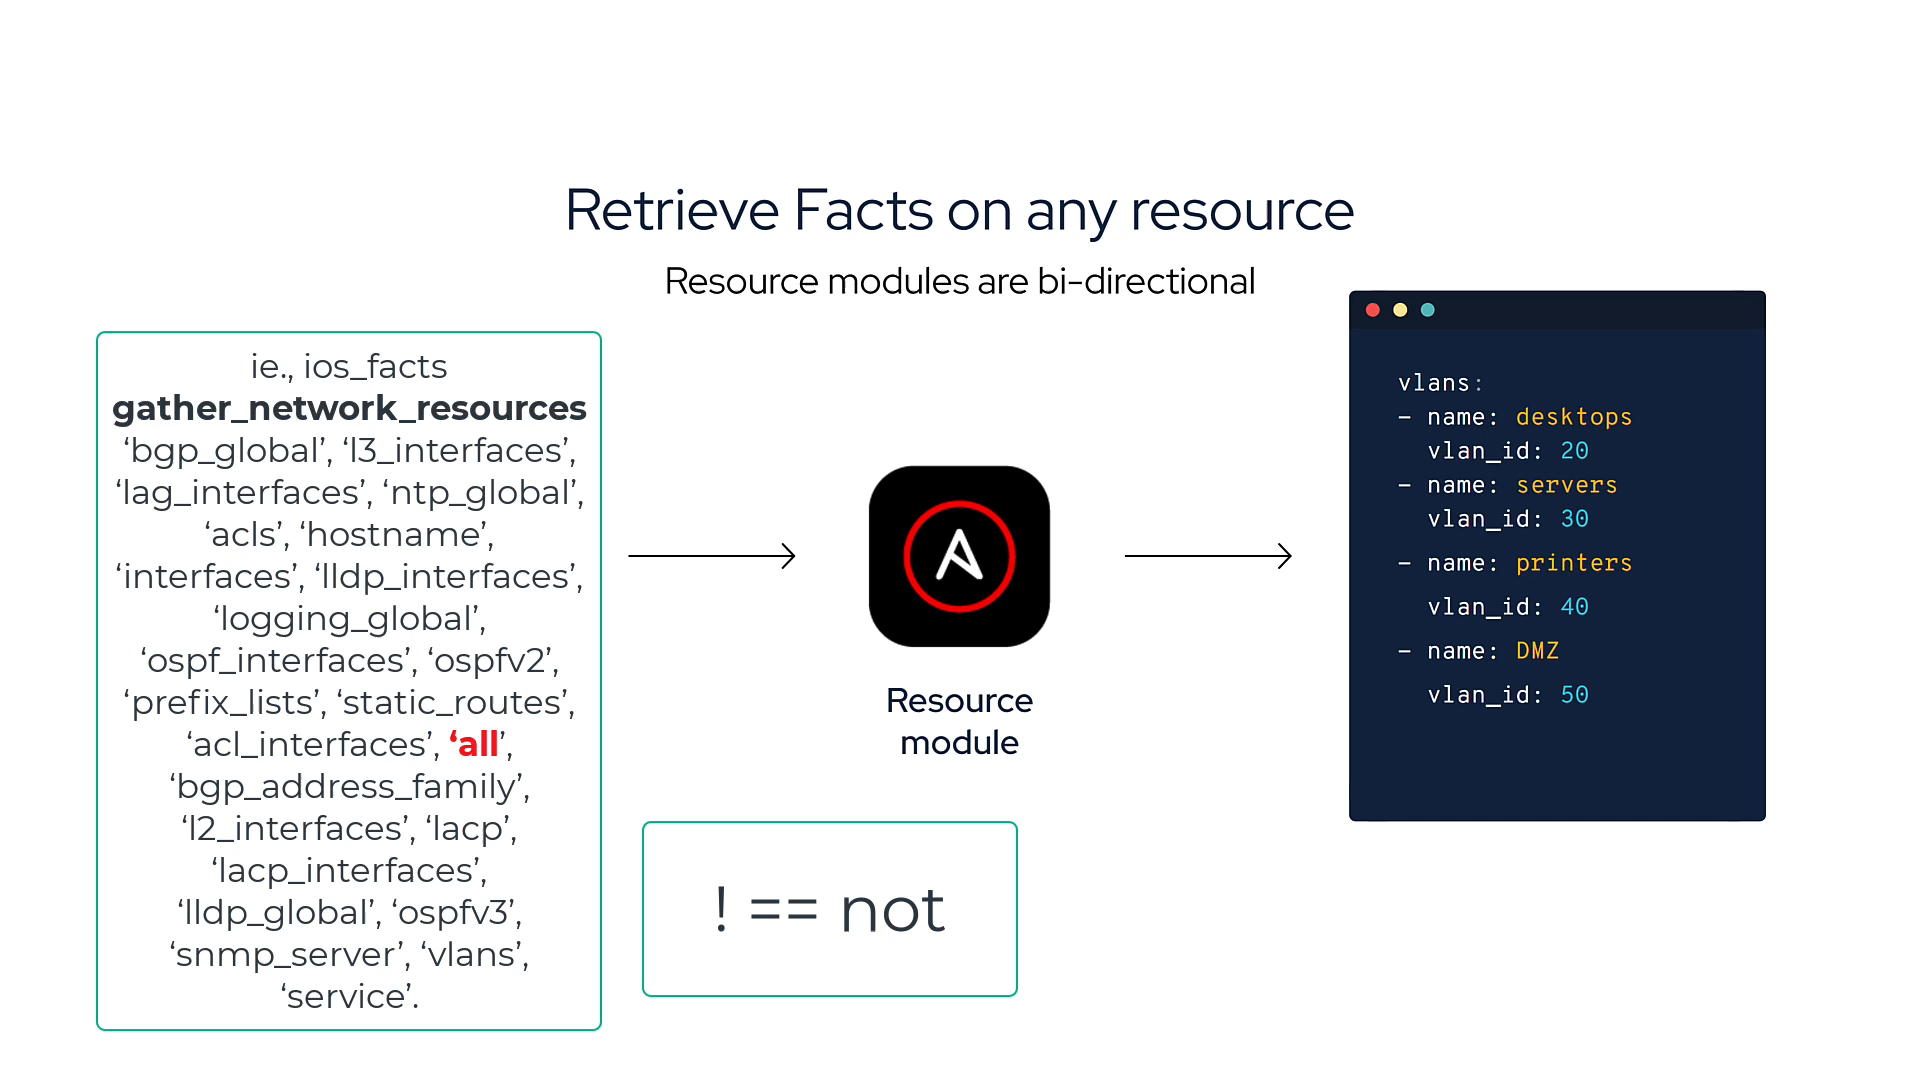 Retrieve Facts on any resource
Resource modules are bi-directional
ie., ios_facts
gather_network_resources
‘bgp_global’, ‘l3_interfaces’,
‘lag_interfaces’, ‘ntp_global’,
‘acls’, ‘hostname’,
‘interfaces’, ‘lldp_interfaces’,
‘logging_global’,
‘ospf_interfaces’, ‘ospfv2’,
‘prefix_lists’, ‘static_routes’,
‘acl_interfaces’, ‘all’,
‘bgp_address_family’,
‘l2_interfaces’, ‘lacp’,
‘lacp_interfaces’,
‘lldp_global’, ‘ospfv3’,
‘snmp_server’, ‘vlans’,
‘service’.
Resource
module
! == not
vlans:
- name: desktops
  vlan_id: 20
- name: servers
  vlan_id: 30
- name: printers
  vlan_id: 40
- name: DMZ
  vlan_id: 50